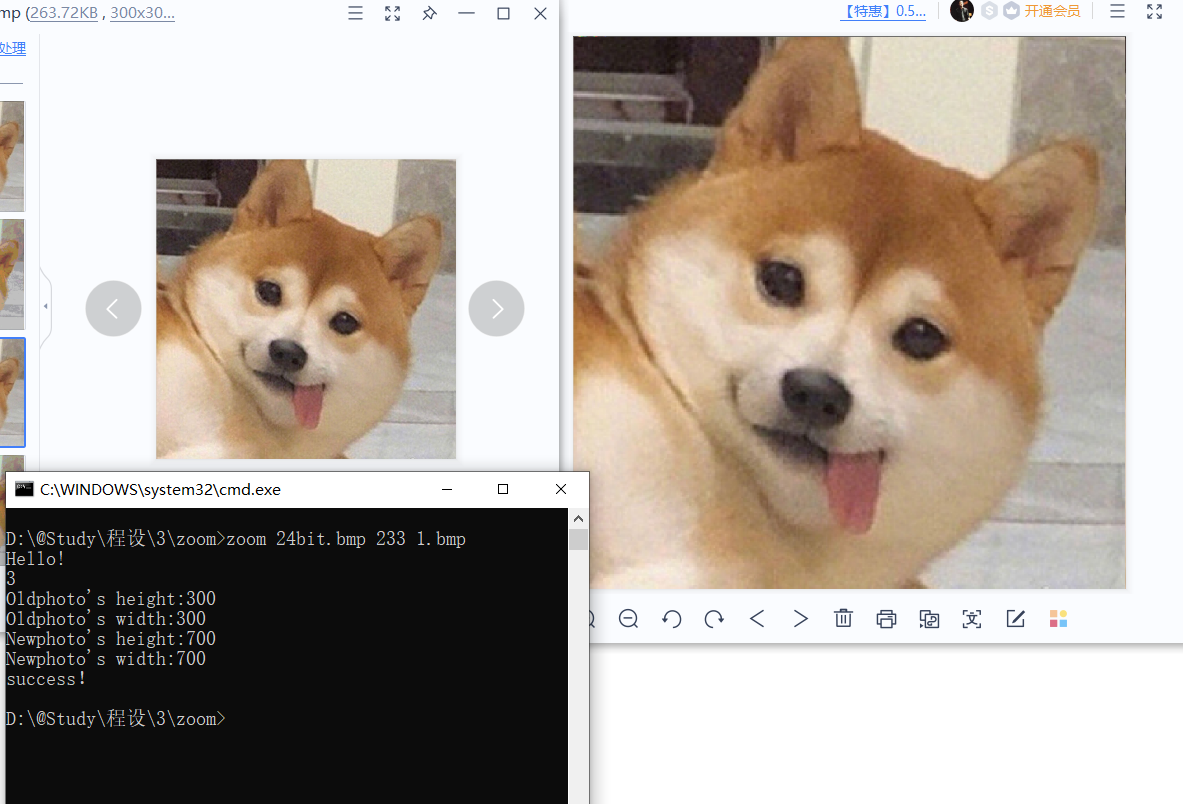 mp (263.72KB , 300x30...
【特惠】0.5...
开通会员
处理
C:\WINDOWS\system32\cmd.exe
D:\@Study\程设\3\zoom>zoom 24bit.bmp 233 1.bmp
Hello!
3
Oldphoto's height:300
Oldphoto's width:300
Newphoto's height:700
Newphoto's width:700
success!
D:\@Study\程设\3\zoom>